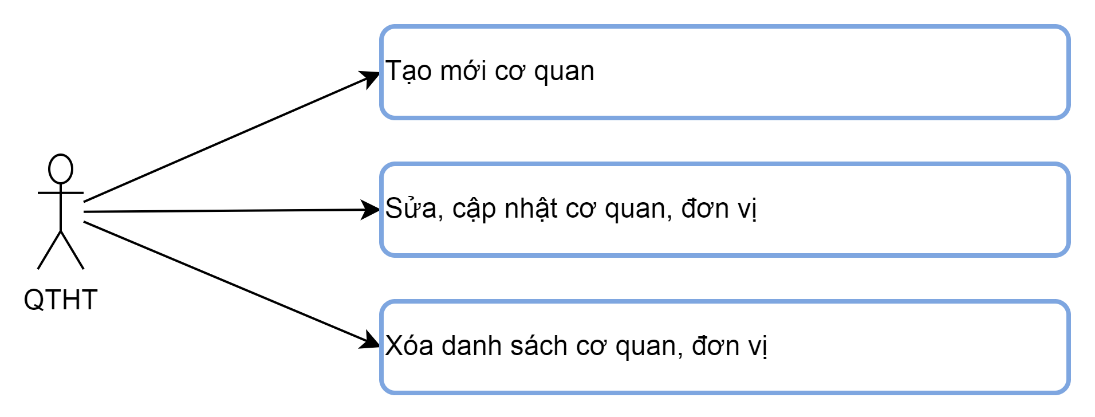 Tạo mới cơ quan
Sửa, cập nhật cơ quan, đơn vị
QTHT
Xóa danh sách cơ quan, đơn vị